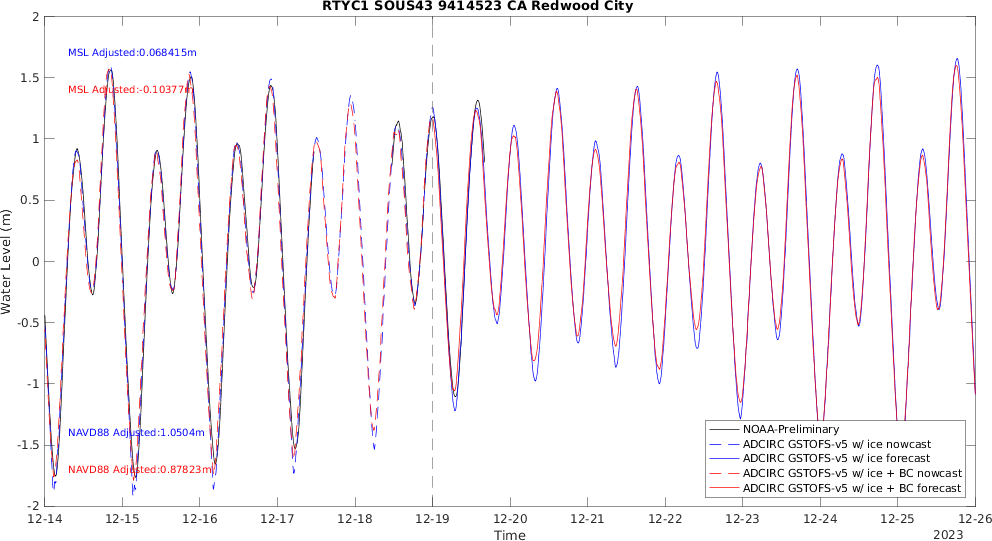 RTYC1 SOUS43 9414523 CA Redwood City
MSL Adjusted:0.068415m
MSL Adjusted:-0.10377m
NAVD88 Adjusted:1.0504m
NAVD88 Adjusted:0.87823m
Water Level (m)
2
1.5
1
0.5
0
-0.5
-1
-1.5
-2
NOAA-Preliminary
ADCIRC GSTOFS-v5 w/ ice nowcast
ADCIRC GSTOFS-v5 w/ ice forecast
ADCIRC GSTOFS-v5 w/ ice + BC nowcast
ADCIRC GSTOFS-v5 w/ ice + BC forecast
12-14 12-15 12-16 12-17 12-18 12-19 12-20 12-21 12-22 12-23 12-24 12-25 12-26
Time
2023